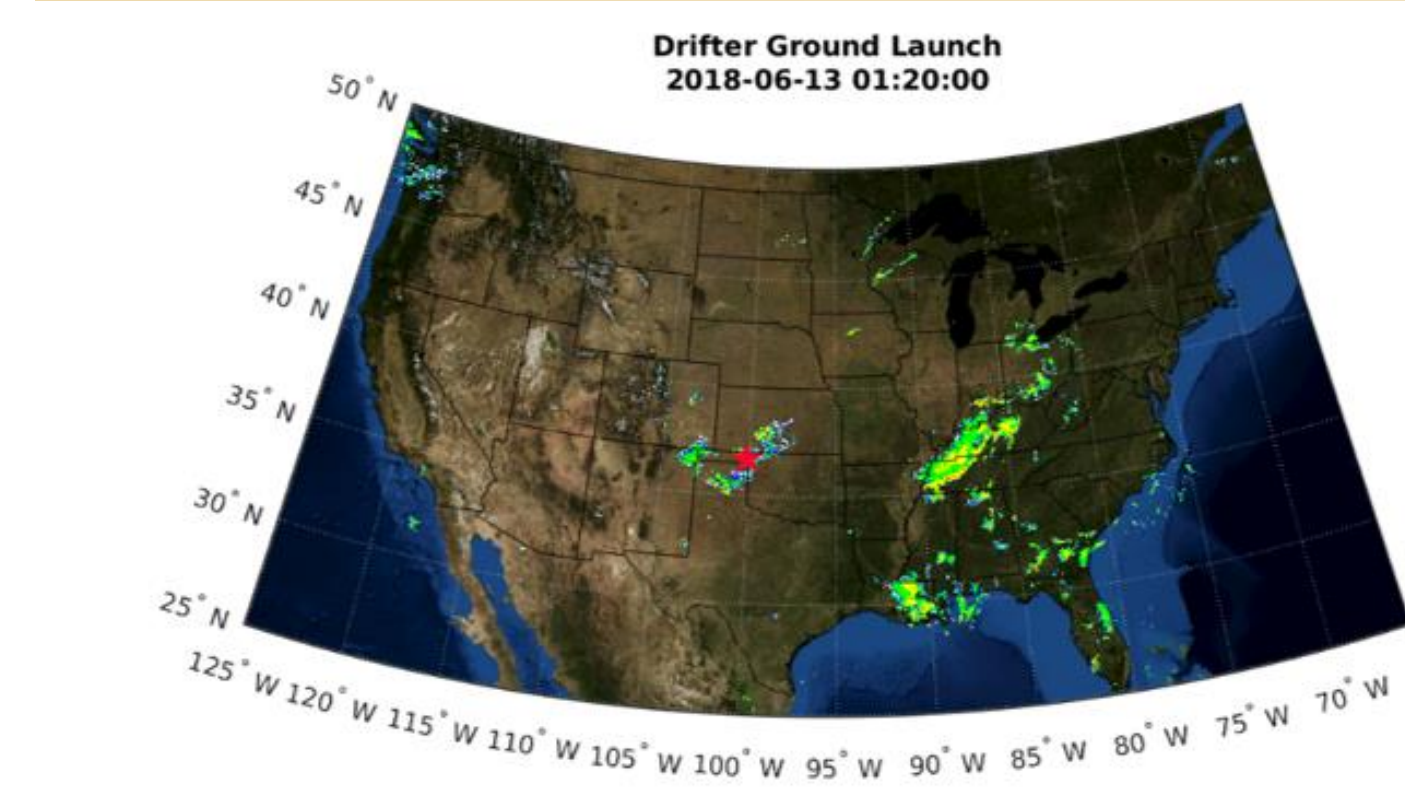 Drifter Ground Launch
2018-06-13 01:20:00
50° N
45° N
40° N
35° N
30° N
25° N
125° W
120° W
115° W
110° W
105° W
100° W
95° W
90° W
85° W
80° W
75° W
70° W